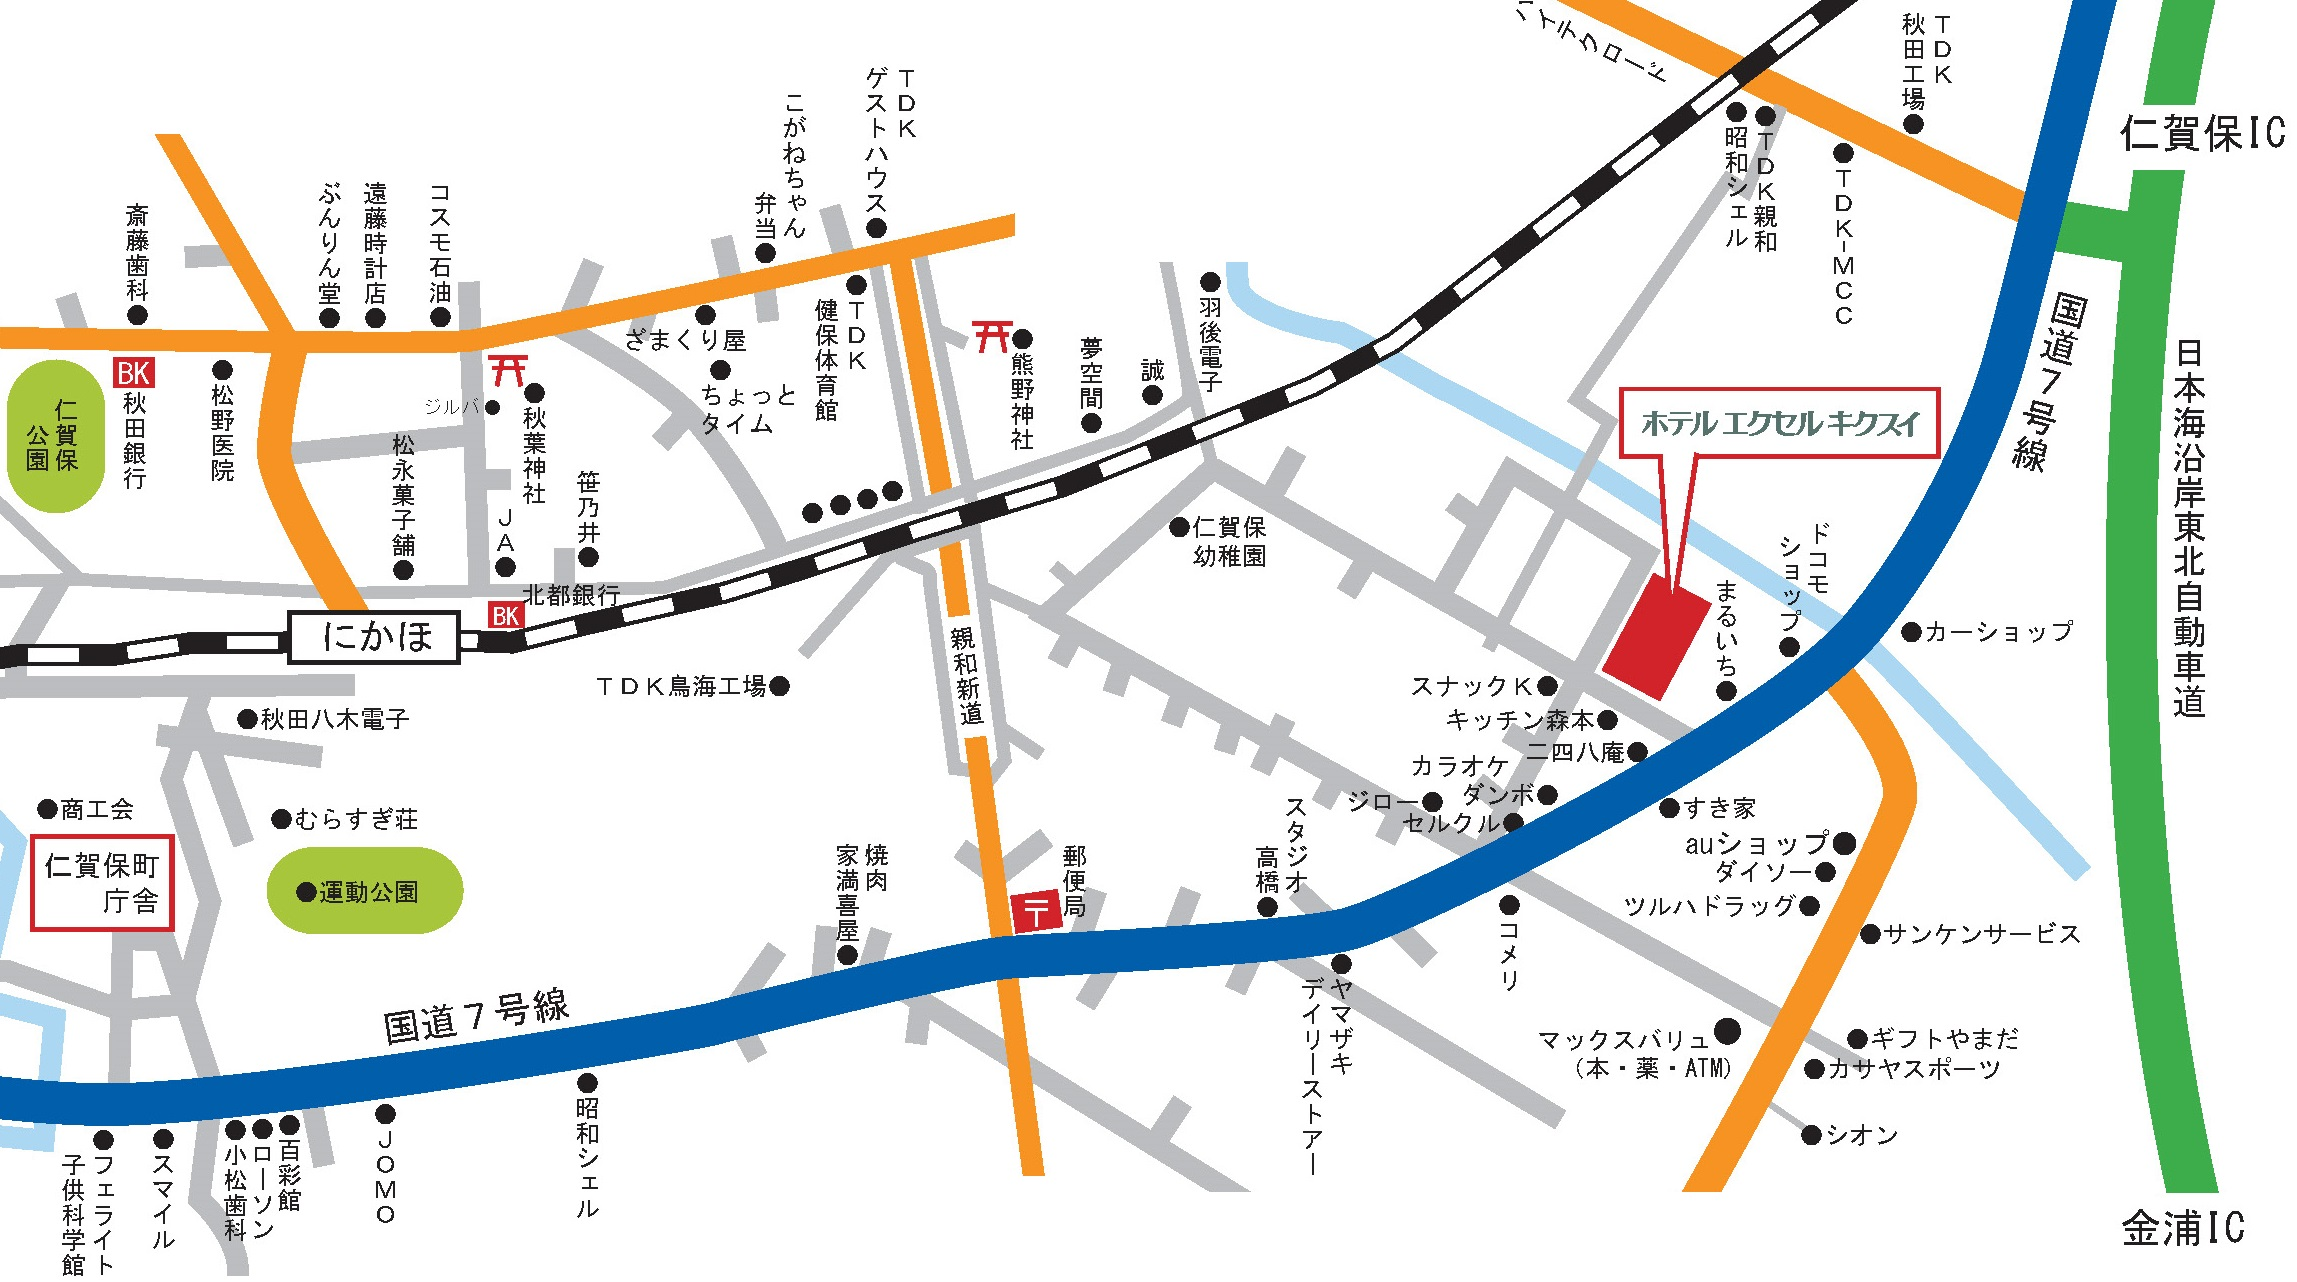 ハイテクロード
TDK
秋田工場
仁賀保IC
昭和シェル
TDK親和
TDK-MCC
TDK
ゲストハウス
こがねちゃん
弁当
コスモ石油
遠藤時計店
ぶんりん堂
斎藤歯科
BK
秋田銀行
松野医院
仁賀保
公園
ジルバ
秋葉神社
松永菓子舗
JA
笹乃井
BK
北都銀行
にかほ
ざまくり屋
ちょっと
タイム
TDK
健保体育館
熊野神社
夢空間
誠
羽後電子
仁賀保
幼稚園
国道7号線
日本海沿岸東北自動車道
ホテル エクセル キクスイ
ドコモ
ショップ
まるいち
カーショップ
親和新道
TDK鳥海工場
秋田八木電子
スナックK
キッチン森本
二四八庵
カラオケ
ダンボ
ジロー
セルクル
すき家
auショップ
ダイソー
ツルハドラッグ
サンケンサービス
商工会
仁賀保町
庁舎
むらすぎ荘
運動公園
焼肉
家満喜屋
〒
郵便局
スタジオ
高橋
コメリ
ヤマザキ
デイリーストアー
マックスバリュ
(本・薬・ATM)
ギフトやまだ
カサヤスポーツ
シオン
国道7号線
フェライト
子供科学館
スマイル
小松歯科
ローソン
百彩館
JOMO
昭和シェル
金浦IC